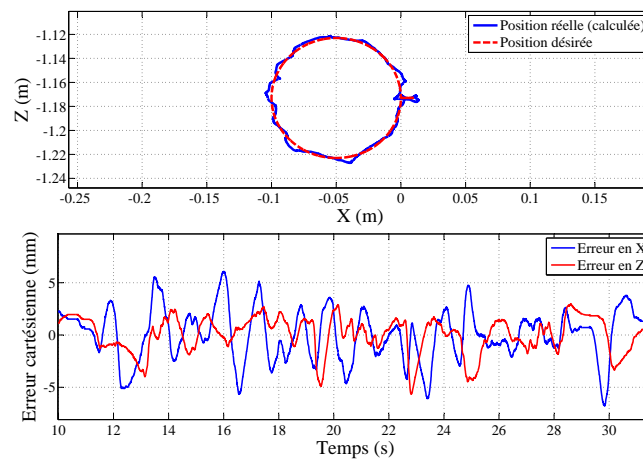 Position réelle (calculée)
Position désirée
Z (m)
-1.12
-1.14
-1.16
-1.18
-1.2
-1.22
-1.24
-0.25 -0.2 -0.15 -0.1 -0.05 0 0.05 0.1 0.15
X (m)
Erreur en X
Erreur en Z
Erreur cartésienne (mm)
5
0
-5
10 12 14 16 18 20 22 24 26 28 30
Temps (s)